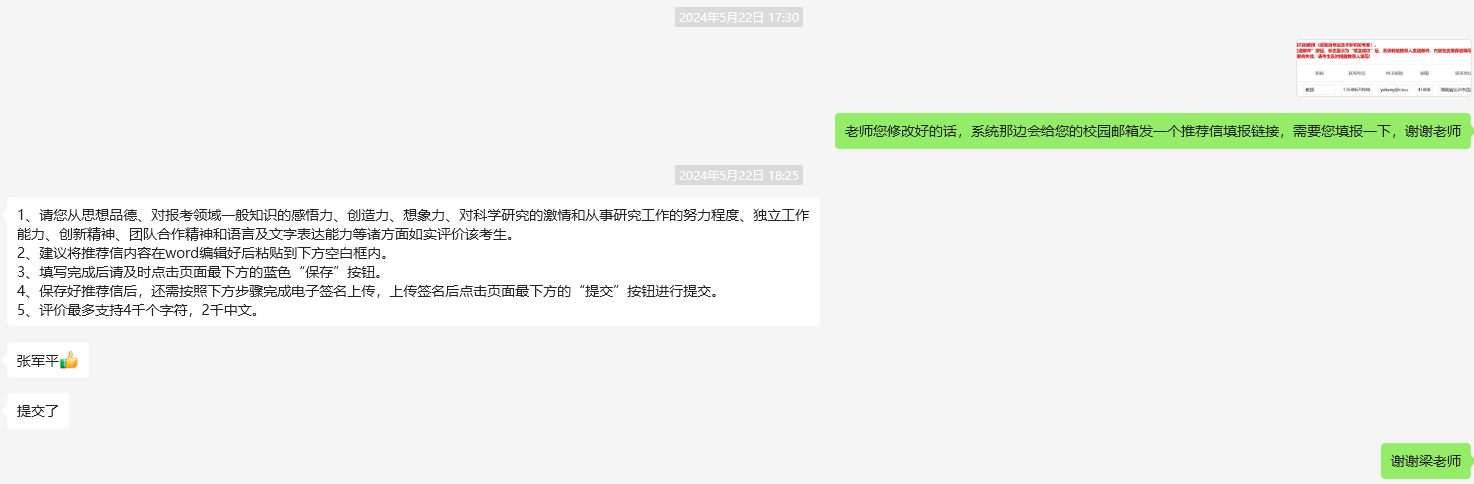 2024年5月22日 17:30
老师您修改好的话，系统那边会给您的校园邮箱发一个推荐信填报链接，需要您填报一下，谢谢老师
2024年5月22日 18:25
1、请您从思想品德、对报考领域一般知识的感悟力、创造力、想象力、对科学研究的激情和从事研究工作的努力程度、独立工作
能力、创新精神、团队合作精神和语言及文字表达能力等诸方面如实评价该考生。
2、建议将推荐信内容在word编辑好后粘贴到下方空白框内。
3、填写完成后请及时点击页面最下方的蓝色“保存”按钮。
4、保存好推荐信后，还需按照下方步骤完成电子签名上传，上传签名后点击页面最下方的“提交”按钮进行提交。
5、评价最多支持4千个字符，2千中文。
张军平👍
提交了
谢谢梁老师